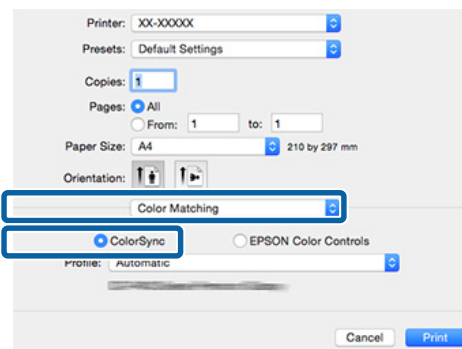 Printer: XX-XXXXX
Presets: Default Settings
Copies: 1
Pages: All
From: 1 to: 1
Paper Size: A4 210 by 297 mm
Orientation:
Color Matching
ColorSync EPSON Color Controls
Profile: Automatic
Cancel Print